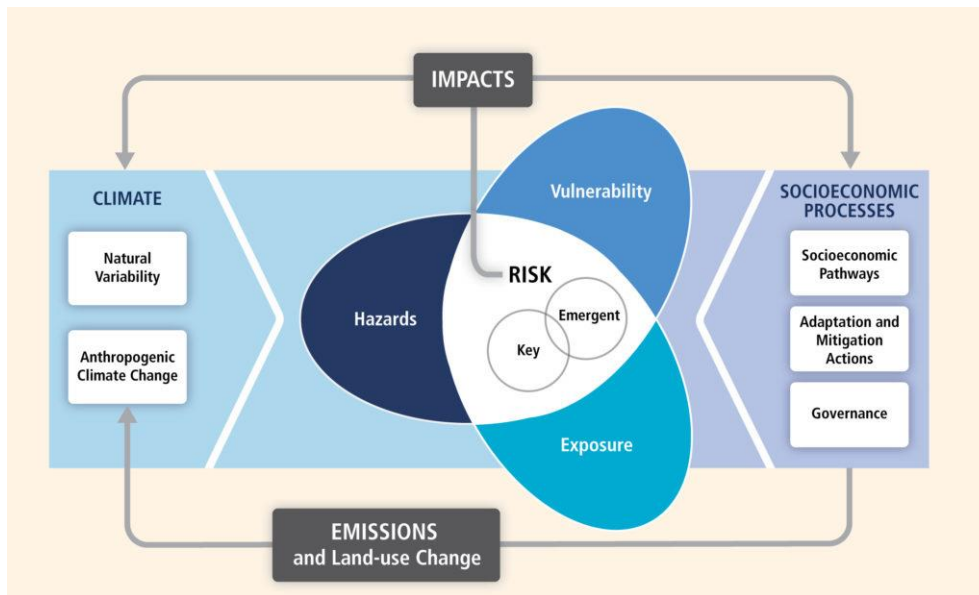 IMPACTS
CLIMATE
Natural
Variability
Anthropogenic
Climate Change
Vulnerability
Hazards
RISK
Emergent
Key
Exposure
SOCIOECONOMIC
PROCESSES
Socioeconomic
Pathways
Adaptation and
Mitigation
Actions
Governance
EMISSIONS
and Land-use Change